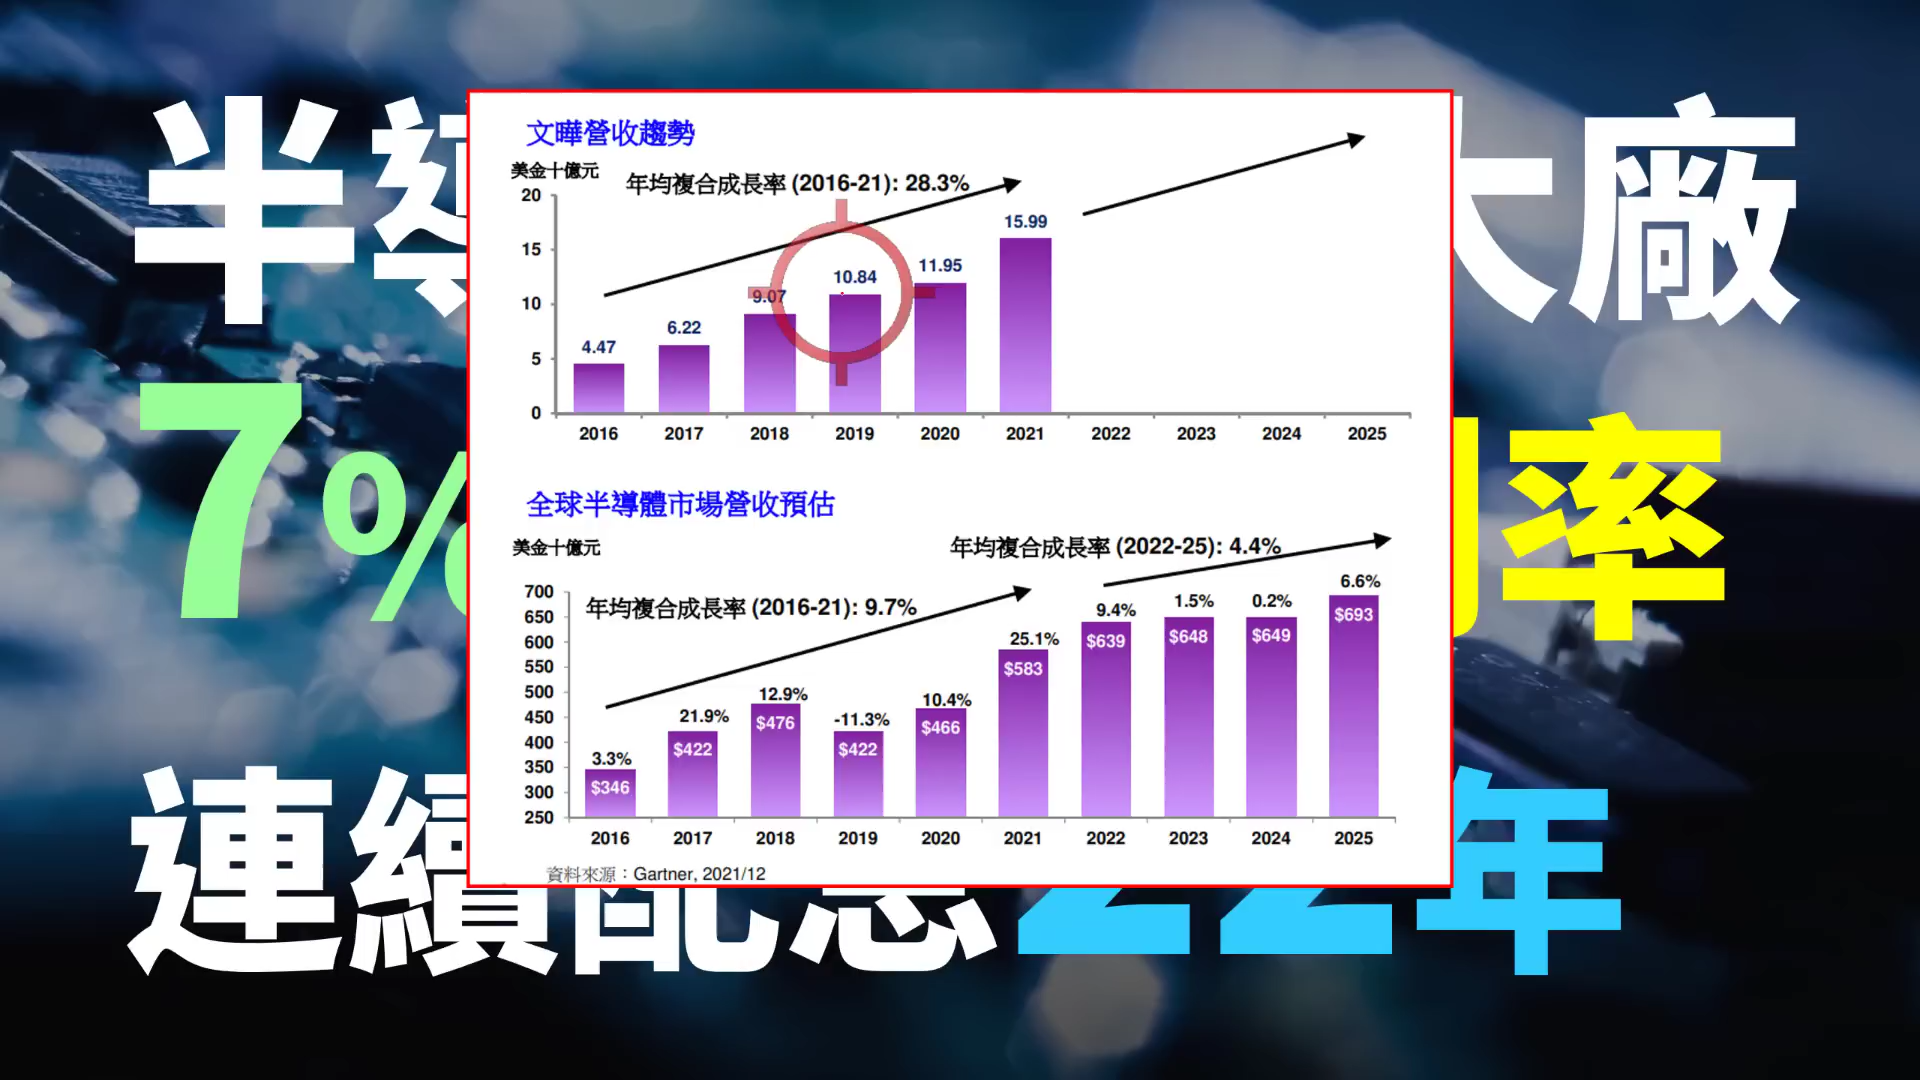 半導 大廠
7% 利率
連續配息22年
文曄營收趨勢
美金十億元
年均複合成長率 (2016-21): 28.3%
20
15
10
5
0
4.47
6.22
9.07
10.84
11.95
15.99
2016 2017 2018 2019 2020 2021 2022 2023 2024 2025
全球半導體市場營收預估
美金十億元
年均複合成長率 (2022-25): 4.4%
年均複合成長率 (2016-21): 9.7%
700
650
600
550
500
450
400
350
300
250
3.3% 21.9% 12.9% -11.3% 10.4% 25.1% 9.4% 1.5% 0.2% 6.6%
$346 $422 $476 $422 $466 $583 $639 $648 $649 $693
2016 2017 2018 2019 2020 2021 2022 2023 2024 2025
資料來源：Gartner, 2021/12